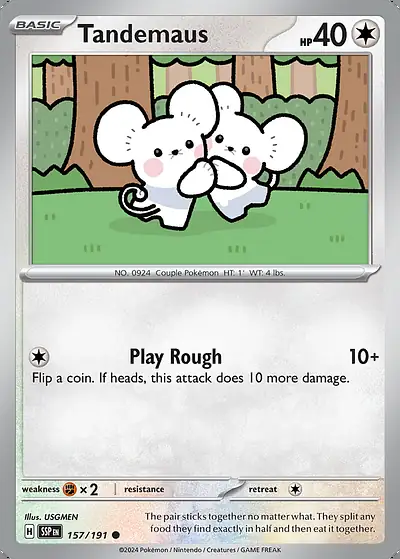 BASIC
Tandemaus
HP 40
NO. 0924 Couple Pokémon HT: 1' WT: 4 lbs.
Play Rough 10+
Flip a coin. If heads, this attack does 10 more damage.
weakness ×2 resistance retreat
Illus. USGMEN
H SSP EN 157/191
The pair sticks together no matter what. They split any
food they find exactly in half and then eat it together.
©2024 Pokémon / Nintendo / Creatures / GAME FREAK